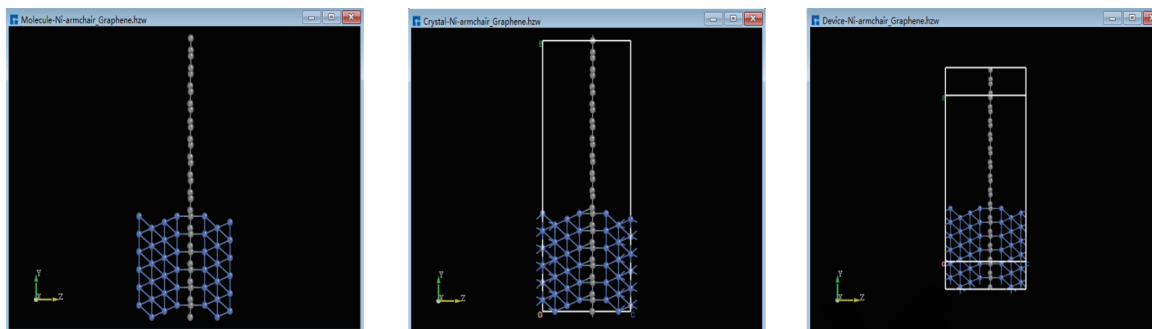 Molecule-Ni-armchair_Graphene.hzw
Y
X
Z
Crystal-Ni-armchair_Graphene.hzw
B
O
C
Y
X
Z
Device-Ni-armchair_Graphene.hzw
B
O
Y
X
Z